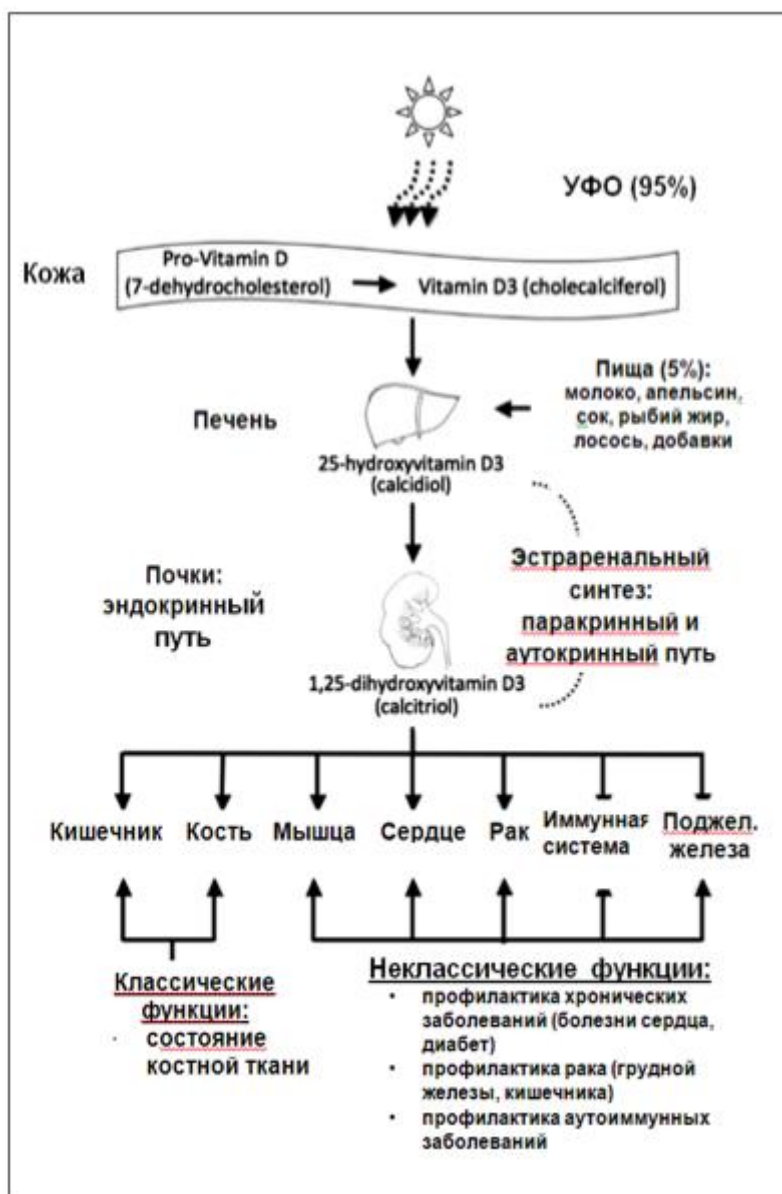 УФО (95%)
Кожа
Pro-Vitamin D
(7-dehydrocholesterol)
Vitamin D3 (cholecalciferol)
Пища (5%):
молоко, апельсин,
сок, рыбий жир,
лосось, добавки
Печень
25-hydroxyvitamin D3
(calcidiol)
Почки:
эндокринный
путь
Эстраренальный
синтез:
паракринный и
аутокринный путь
1,25-dihydroxyvitamin D3
(calcitriol)
Кишечник Кость Мышца Сердце Рак
Иммунная
система
Поджел.
железа
Классические
функции:
состояние
костной ткани
Неклассические функции:
• профилактика хронических
заболеваний (болезни сердца,
диабет)
• профилактика рака (грудной
железы, кишечника)
• профилактика аутоиммунных
заболеваний